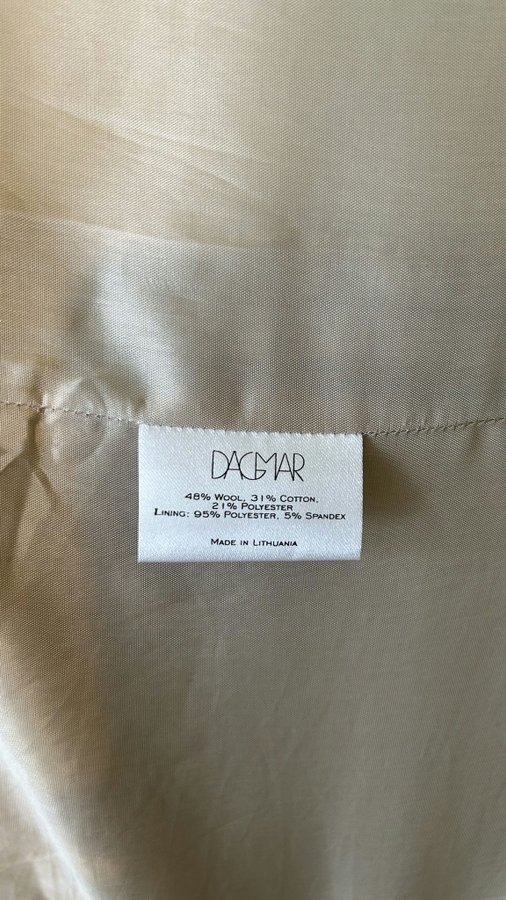 DAGMAR
48% Wool, 31% Cotton,
21% Polyester
Lining: 95% Polyester, 5% Spandex
Made in Lithuania